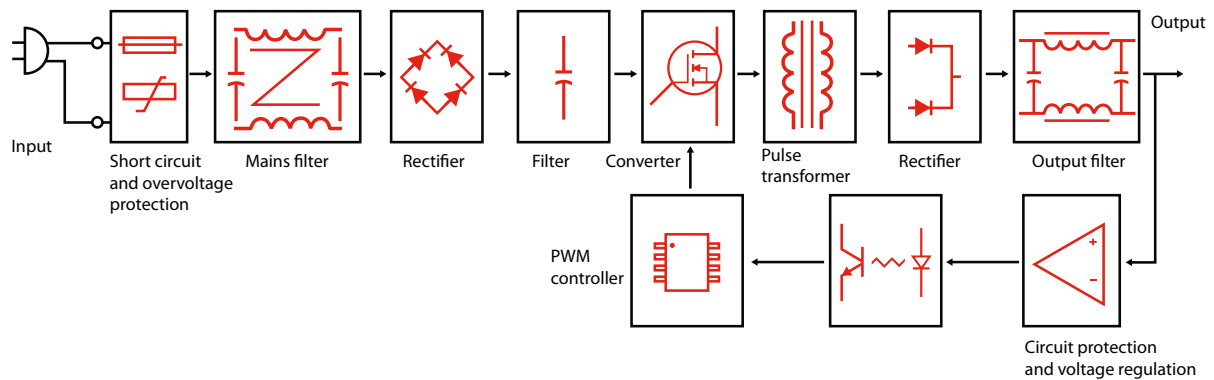 Output
Input
Short circuit
and overvoltage
protection
Mains filter
Rectifier
Filter
Converter
Pulse
transformer
Rectifier
Output filter
PWM
controller
+
−
Circuit protection
and voltage regulation